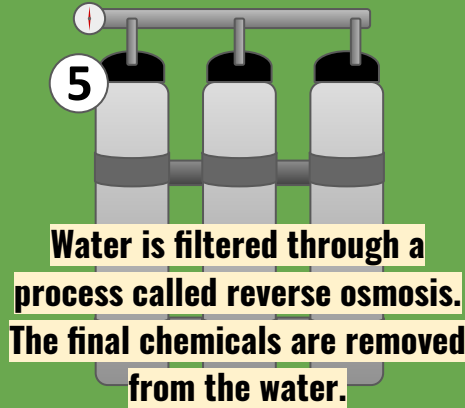 5
Water is filtered through a
process called reverse osmosis.
The final chemicals are removed
from the water.